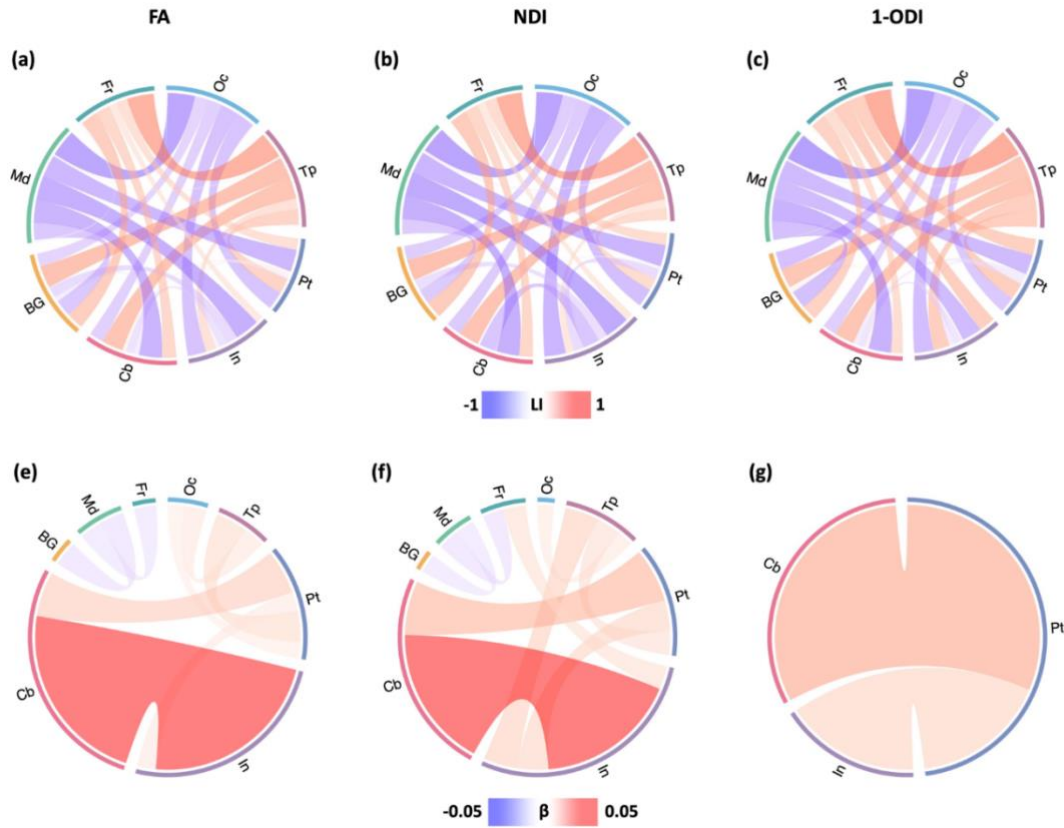 FA NDI 1-ODI
(a) (b) (c)
Fr Oc Tp Pt In Cb BG Md
Fr Oc Tp Pt In Cb BG Md
Fr Oc Tp Pt In Cb BG Md
-1 LI 1
(e) (f) (g)
Fr Oc Tp Pt In Cb BG Md
Fr Oc Tp Pt In Cb BG Md
Cb Pt In
-0.05 β 0.05